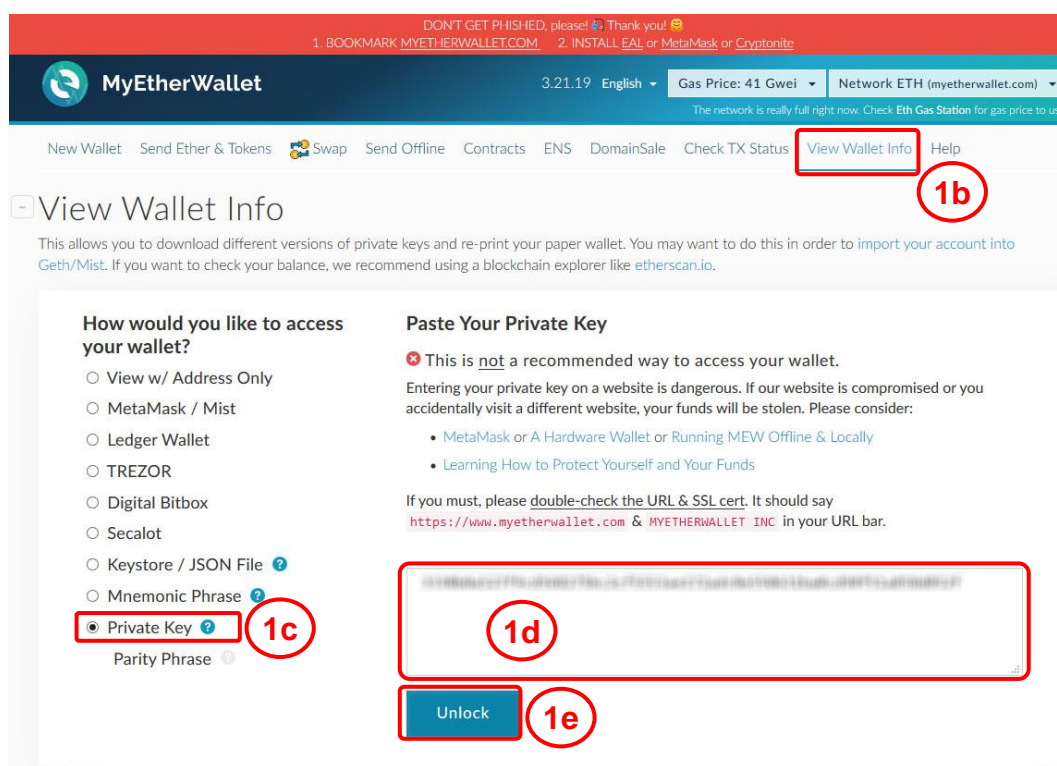 DON'T GET PHISHED, please! Thank you!
1. BOOKMARK MYETHERWALLET.COM 2. INSTALL EAL or MetaMask or Cryptonite
MyEtherWallet
3.21.19 English
Gas Price: 41 Gwei
Network ETH (myetherwallet.com)
The network is really full right now. Check Eth Gas Station for gas price to
New Wallet Send Ether & Tokens Swap Send Offline Contracts ENS DomainSale Check TX Status View Wallet Info Help
1b
- View Wallet Info
This allows you to download different versions of private keys and re-print your paper wallet. You may want to do this in order to import your account into
Geth/Mist. If you want to check your balance, we recommend using a blockchain explorer like etherscan.io.
How would you like to access
your wallet?
View w/ Address Only
MetaMask / Mist
Ledger Wallet
TREZOR
Digital Bitbox
Secalot
Keystore / JSON File ?
Mnemonic Phrase ?
Private Key ?
1c
Parity Phrase ?
Paste Your Private Key
This is not a recommended way to access your wallet.
Entering your private key on a website is dangerous. If our website is compromised or you
accidentally visit a different website, your funds will be stolen. Please consider:
• MetaMask or A Hardware Wallet or Running MEW Offline & Locally
• Learning How to Protect Yourself and Your Funds
If you must, please double-check the URL & SSL cert. It should say
https://www.myetherwallet.com & MYETHERWALLET INC in your URL bar.
1d
Unlock
1e